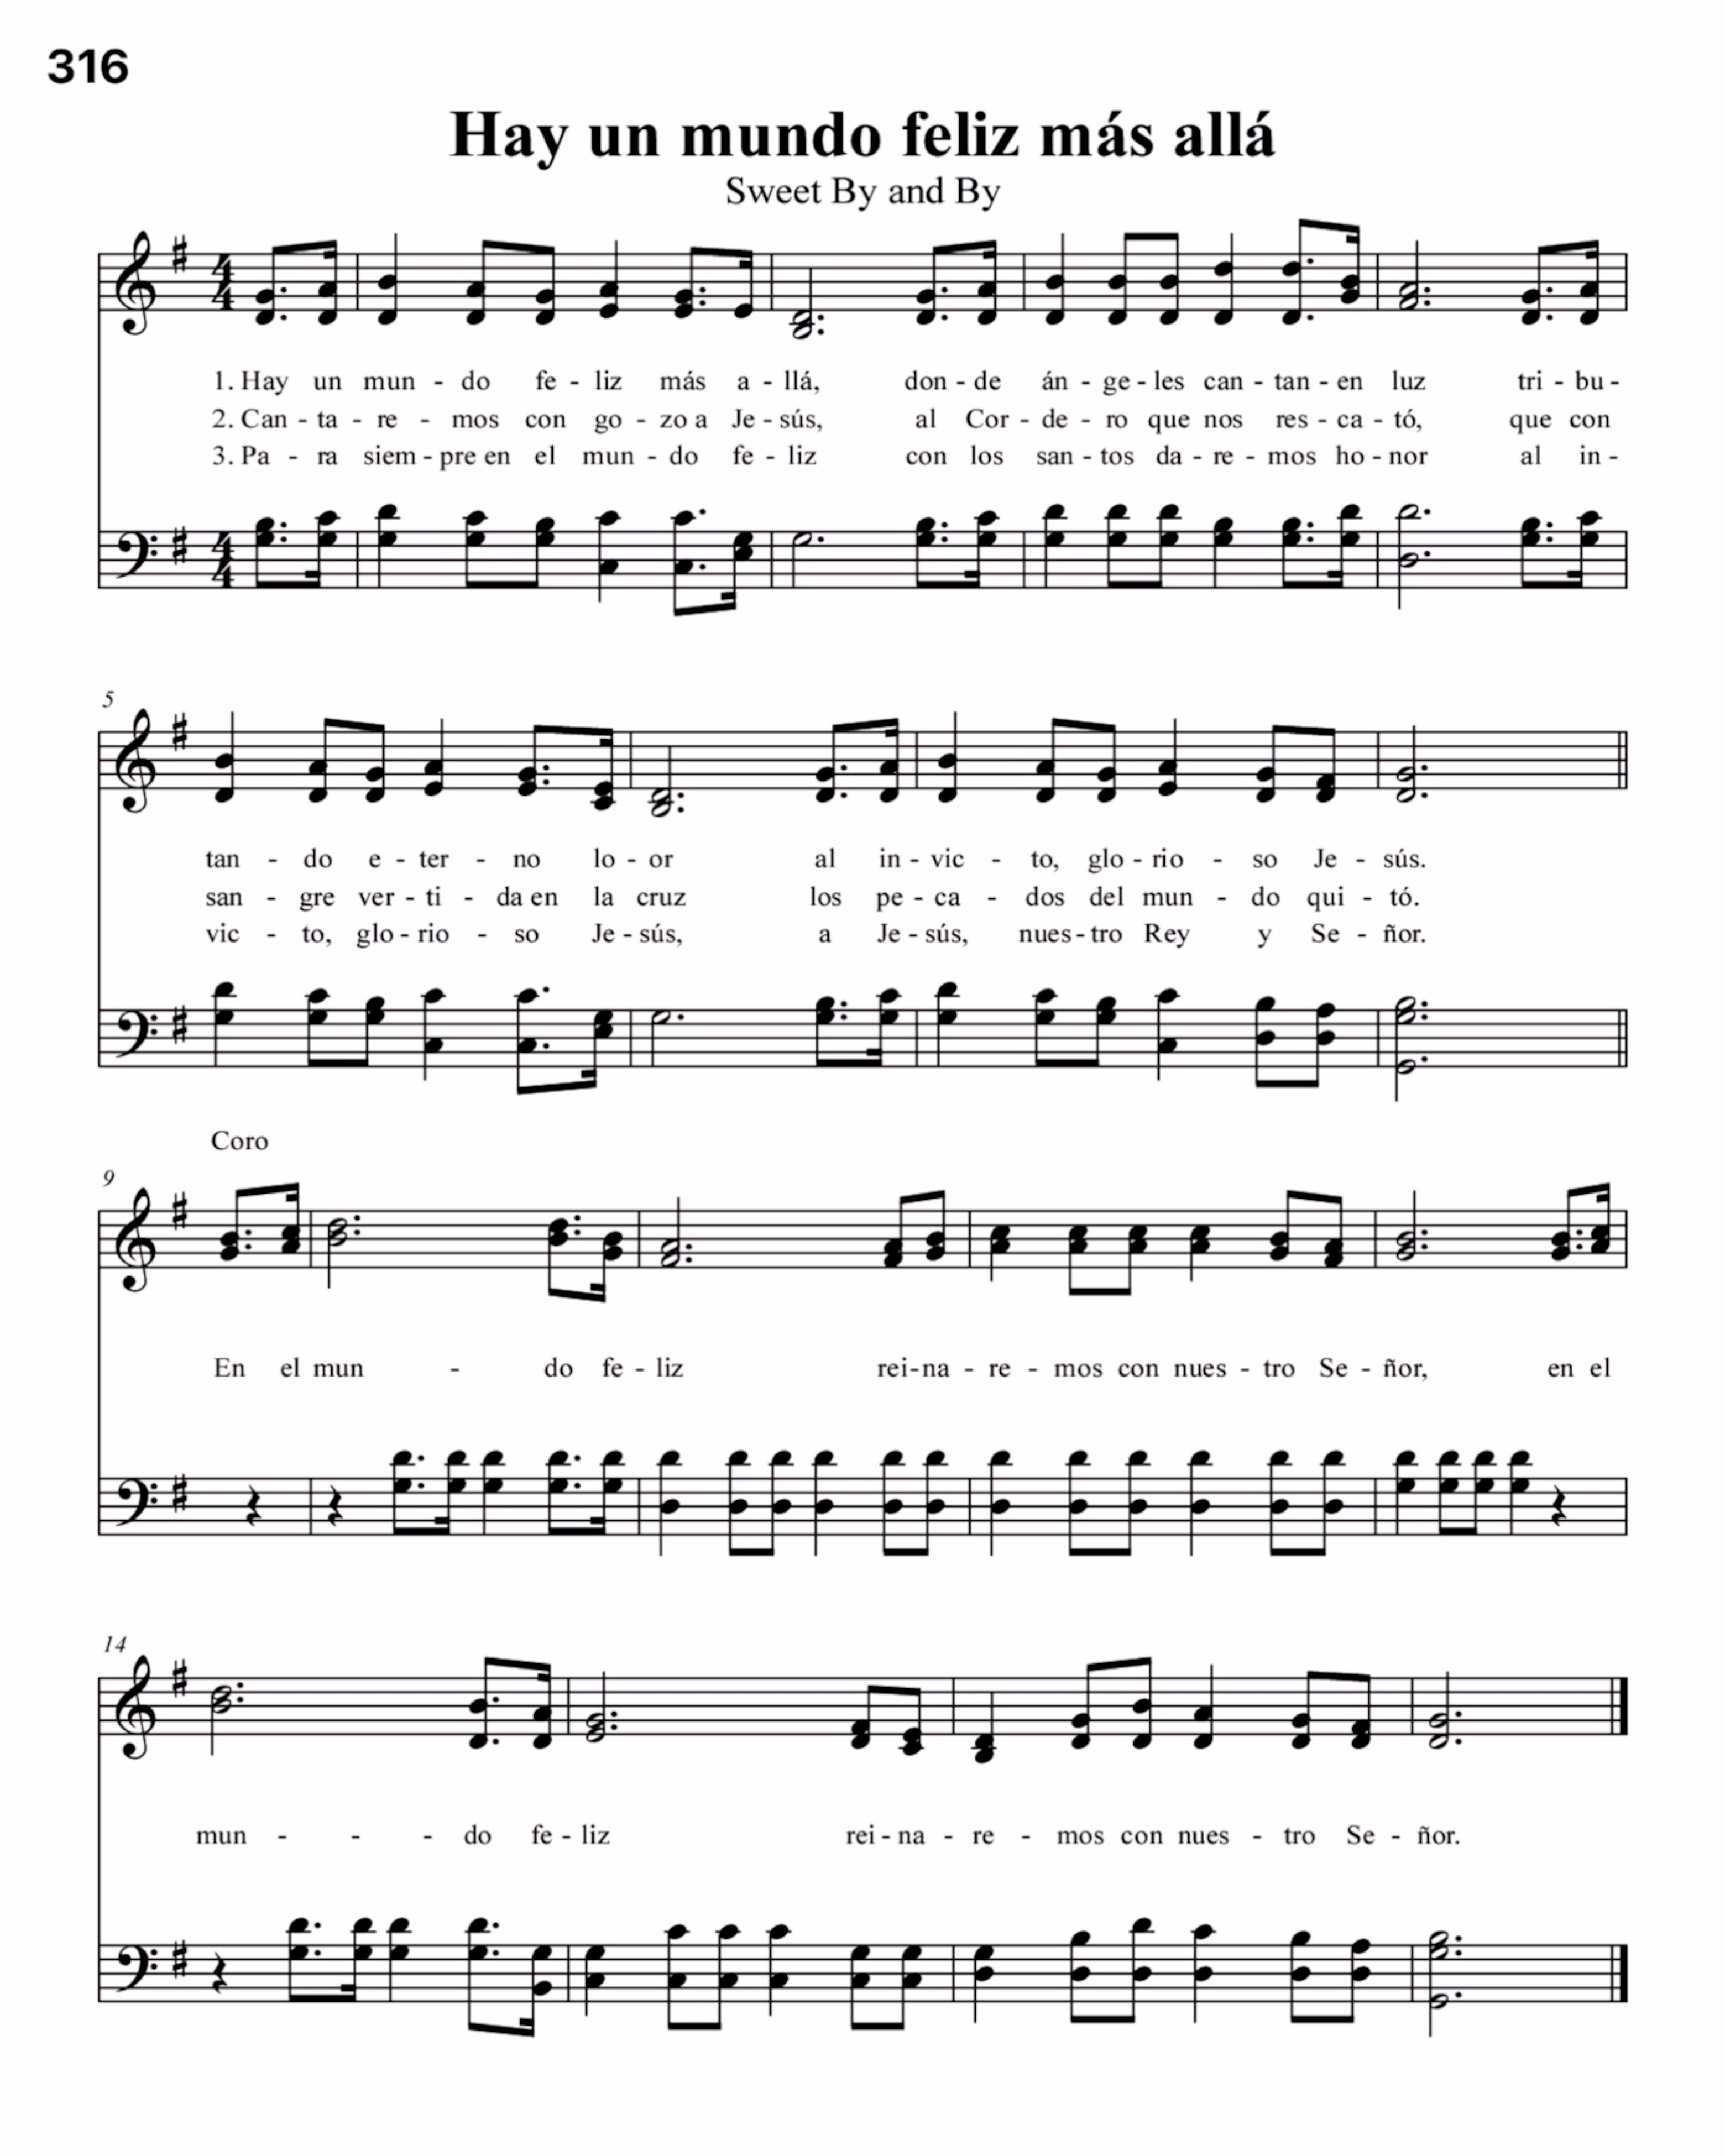 316
Hay un mundo feliz más allá
Sweet By and By
1. Hay un mun - do fe - liz más a - llá, don - de án - ge - les can - tan - en luz tri - bu -
2. Can - ta - re - mos con go - zo a Je - sús, al Cor - de - ro que nos res - ca - tó, que con
3. Pa - ra siem - pre en el mun - do fe - liz con los san - tos da - re - mos ho - nor al in -
5
tan - do e - ter - no lo - or al in - vic - to, glo - rio - so Je - sús.
san - gre ver - ti - da en la cruz los pe - ca - dos del mun - do qui - tó.
vic - to, glo - rio - so Je - sús, a Je - sús, nues - tro Rey y Se - ñor.
Coro
9
En el mun - do fe - liz rei - na - re - mos con nues - tro Se - ñor, en el
14
mun - - - do fe - liz rei - na - re - mos con nues - tro Se - ñor.